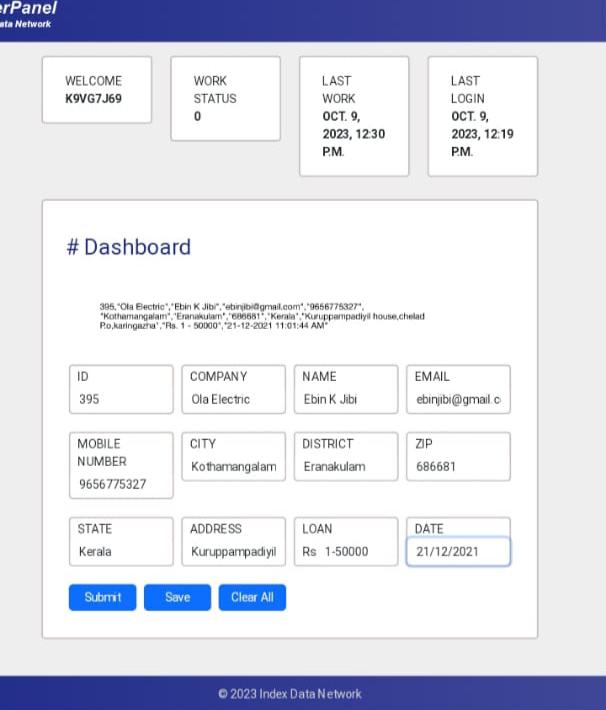 erPanel
ata Network
WELCOME
K9VG7J69
WORK
STATUS
0
LAST
WORK
OCT. 9,
2023, 12:30
P.M.
LAST
LOGIN
OCT. 9,
2023, 12:19
P.M.
# Dashboard
395,"Ola Electric","Ebin K Jibi","ebinjibi@gmail.com","9656775327",
"Kothamangalam","Eranakulam","686681","Kerala","Kuruppampadiyil house,chelad
P.o,karingazha","Rs. 1 - 50000","21-12-2021 11:01:44 AM"
ID
395
COMPANY
Ola Electric
NAME
Ebin K Jibi
EMAIL
ebinjibi@gmail.c
MOBILE
NUMBER
9656775327
CITY
Kothamangalam
DISTRICT
Eranakulam
ZIP
686681
STATE
Kerala
ADDRESS
Kuruppampadiyil
LOAN
Rs 1-50000
DATE
21/12/2021
Submit
Save
Clear All
© 2023 Index Data Network